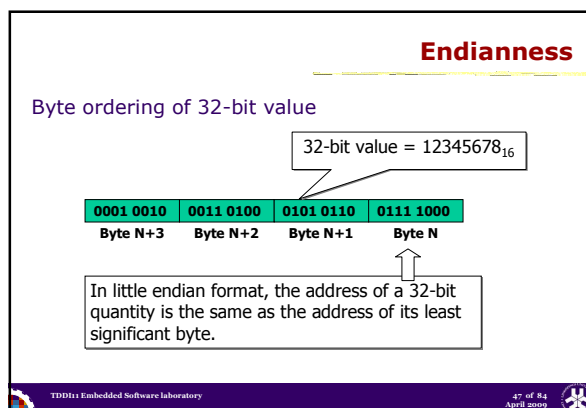 Endianness
Byte ordering of 32-bit value
32-bit value = 12345678₁₆
0001 0010 0011 0100 0101 0110 0111 1000
Byte N+3 Byte N+2 Byte N+1 Byte N
In little endian format, the address of a 32-bit
quantity is the same as the address of its least
significant byte.
TDDI11 Embedded Software laboratory 47 of 84
April 2009